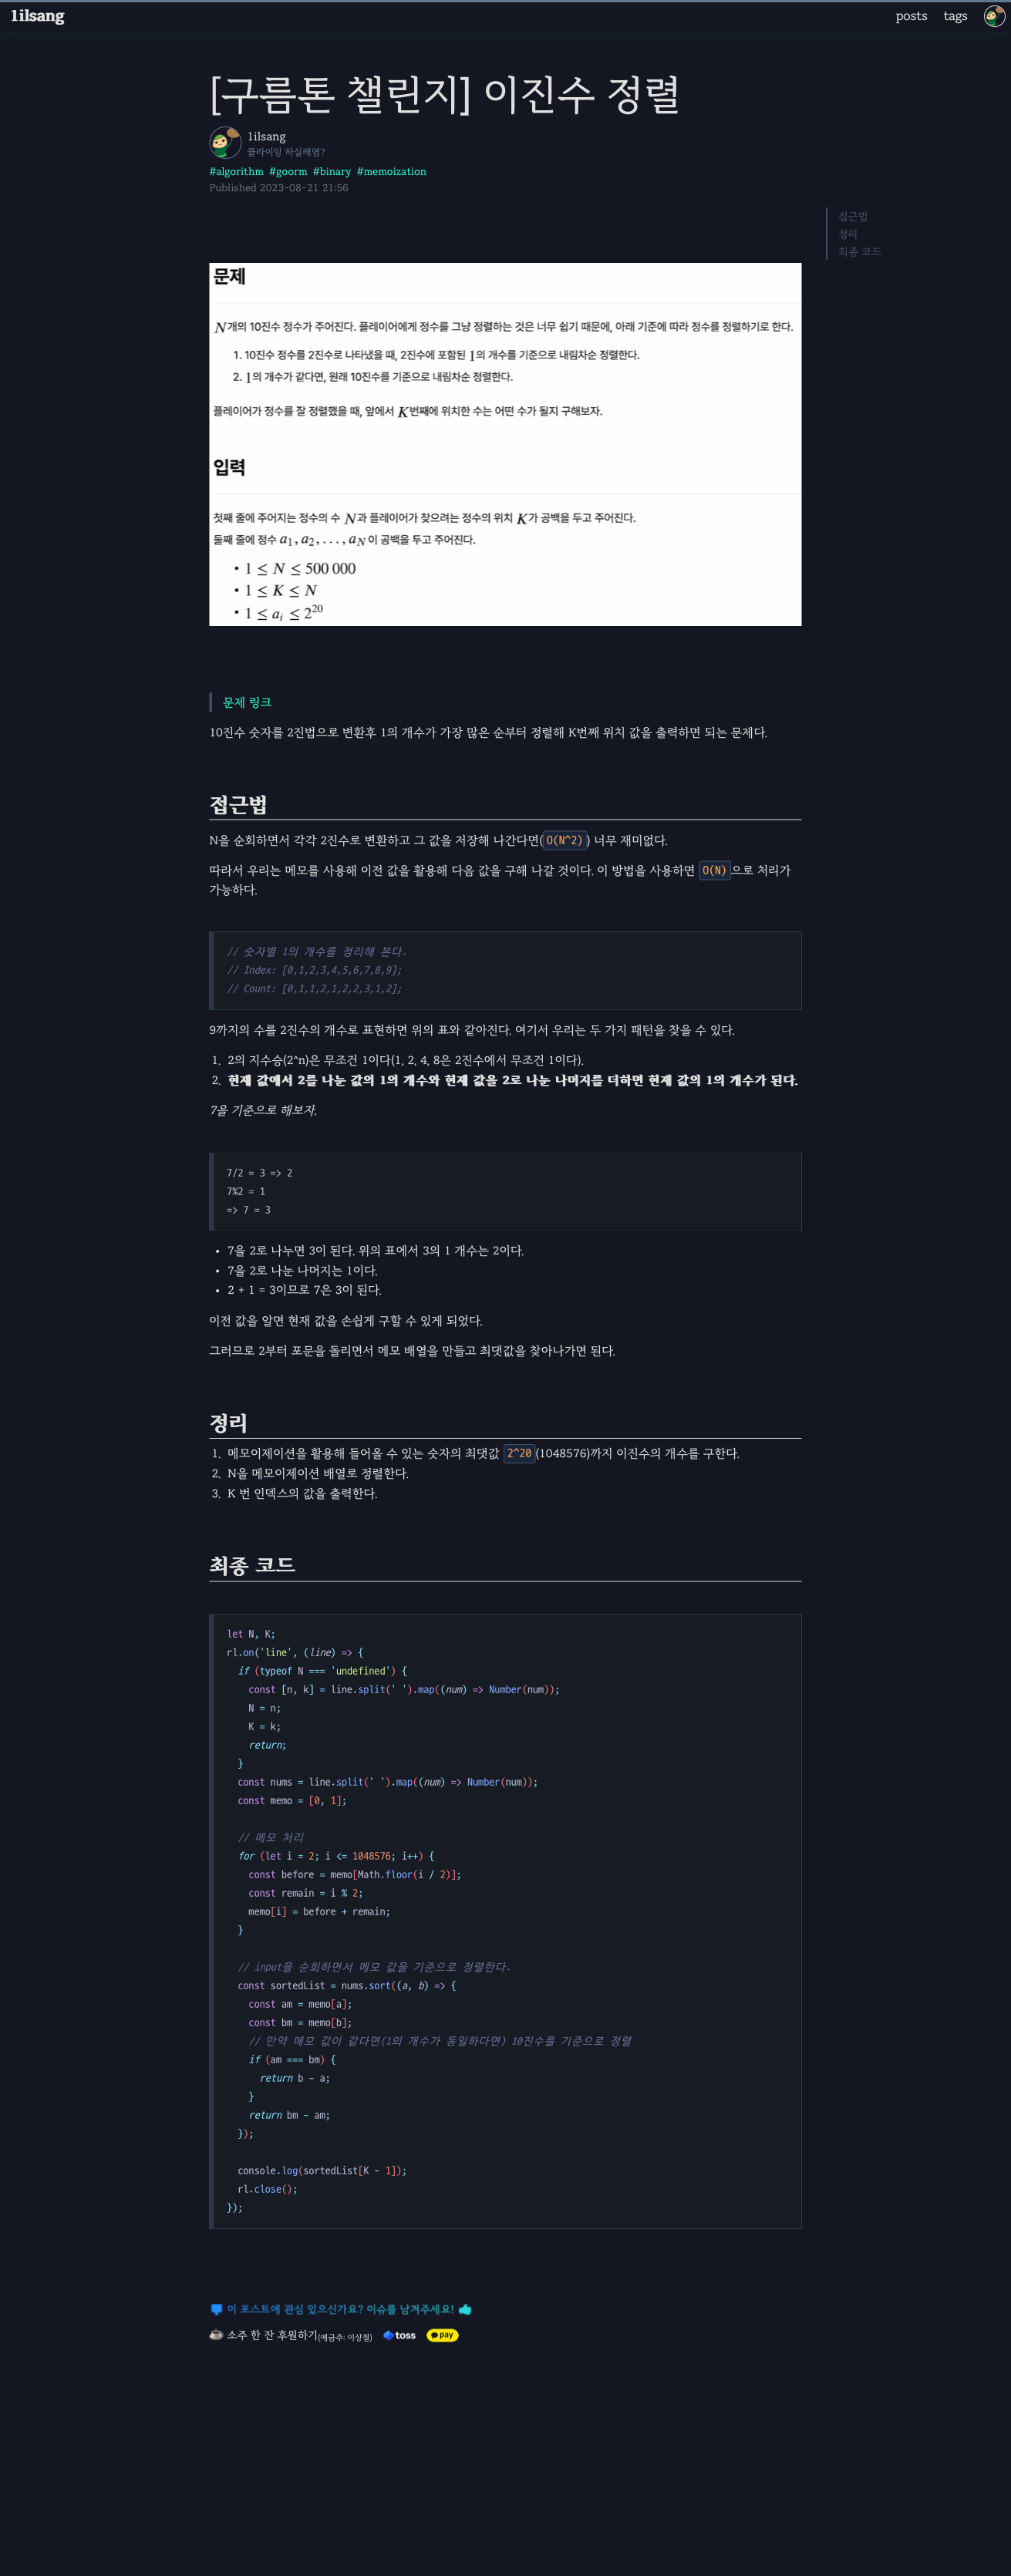 1ilsang
posts tags
[구름톤 챌린지] 이진수 정렬
1ilsang
클라이밍 하실래염?
#algorithm #goorm #binary #memoization
Published 2023-08-21 21:56
접근법
정리
최종 코드
문제
N개의 10진수 정수가 주어진다. 플레이어에게 정수를 그냥 정렬하는 것은 너무 쉽기 때문에, 아래 기준에 따라 정수를 정렬하기로 한다.
1. 10진수 정수를 2진수로 나타냈을 때, 2진수에 포함된 1의 개수를 기준으로 내림차순 정렬한다.
2. 1의 개수가 같다면, 원래 10진수를 기준으로 내림차순 정렬한다.
플레이어가 정수를 잘 정렬했을 때, 앞에서 K번째에 위치한 수는 어떤 수가 될지 구해보자.
입력
첫째 줄에 주어지는 정수의 수 N과 플레이어가 찾으려는 정수의 위치 K가 공백을 두고 주어진다.
둘째 줄에 정수 a₁, a₂, . . . , a_N 이 공백을 두고 주어진다.
• 1 ≤ N ≤ 500 000
• 1 ≤ K ≤ N
• 1 ≤ aᵢ ≤ 2²⁰
문제 링크
10진수 숫자를 2진법으로 변환후 1의 개수가 가장 많은 순부터 정렬해 K번째 위치 값을 출력하면 되는 문제다.
접근법
N을 순회하면서 각각 2진수로 변환하고 그 값을 저장해 나간다면(O(N^2)) 너무 재미없다.
따라서 우리는 메모를 사용해 이전 값을 활용해 다음 값을 구해 나갈 것이다. 이 방법을 사용하면 O(N)으로 처리가
가능하다.
// 숫자별 1의 개수를 정리해 본다.
// Index: [0,1,2,3,4,5,6,7,8,9];
// Count: [0,1,1,2,1,2,2,3,1,2];
9까지의 수를 2진수의 개수로 표현하면 위의 표와 같아진다. 여기서 우리는 두 가지 패턴을 찾을 수 있다.
1. 2의 지수승(2^n)은 무조건 1이다(1, 2, 4, 8은 2진수에서 무조건 1이다).
2. 현재 값에서 2를 나눈 값의 1의 개수와 현재 값을 2로 나눈 나머지를 더하면 현재 값의 1의 개수가 된다.
7을 기준으로 해보자.
7/2 = 3 => 2
7%2 = 1
=> 7 = 3
• 7을 2로 나누면 3이 된다. 위의 표에서 3의 1 개수는 2이다.
• 7을 2로 나눈 나머지는 1이다.
• 2 + 1 = 3이므로 7은 3이 된다.
이전 값을 알면 현재 값을 손쉽게 구할 수 있게 되었다.
그러므로 2부터 포문을 돌리면서 메모 배열을 만들고 최댓값을 찾아나가면 된다.
정리
1. 메모이제이션을 활용해 들어올 수 있는 숫자의 최댓값 2^20(1048576)까지 이진수의 개수를 구한다.
2. N을 메모이제이션 배열로 정렬한다.
3. K 번 인덱스의 값을 출력한다.
최종 코드
let N, K;
rl.on('line', (line) => {
  if (typeof N === 'undefined') {
    const [n, k] = line.split(' ').map((num) => Number(num));
    N = n;
    K = k;
    return;
  }
  const nums = line.split(' ').map((num) => Number(num));
  const memo = [0, 1];
  // 메모 처리
  for (let i = 2; i <= 1048576; i++) {
    const before = memo[Math.floor(i / 2)];
    const remain = i % 2;
    memo[i] = before + remain;
  }
  // input을 순회하면서 메모 값을 기준으로 정렬한다.
  const sortedList = nums.sort((a, b) => {
    const am = memo[a];
    const bm = memo[b];
    // 만약 메모 값이 같다면(1의 개수가 동일하다면) 10진수를 기준으로 정렬
    if (am === bm) {
      return b - a;
    }
    return bm - am;
  });
  console.log(sortedList[K - 1]);
  rl.close();
});
이 포스트에 관심 있으신가요? 이슈를 남겨주세요!
소주 한 잔 후원하기(예금주: 이상철) toss pay